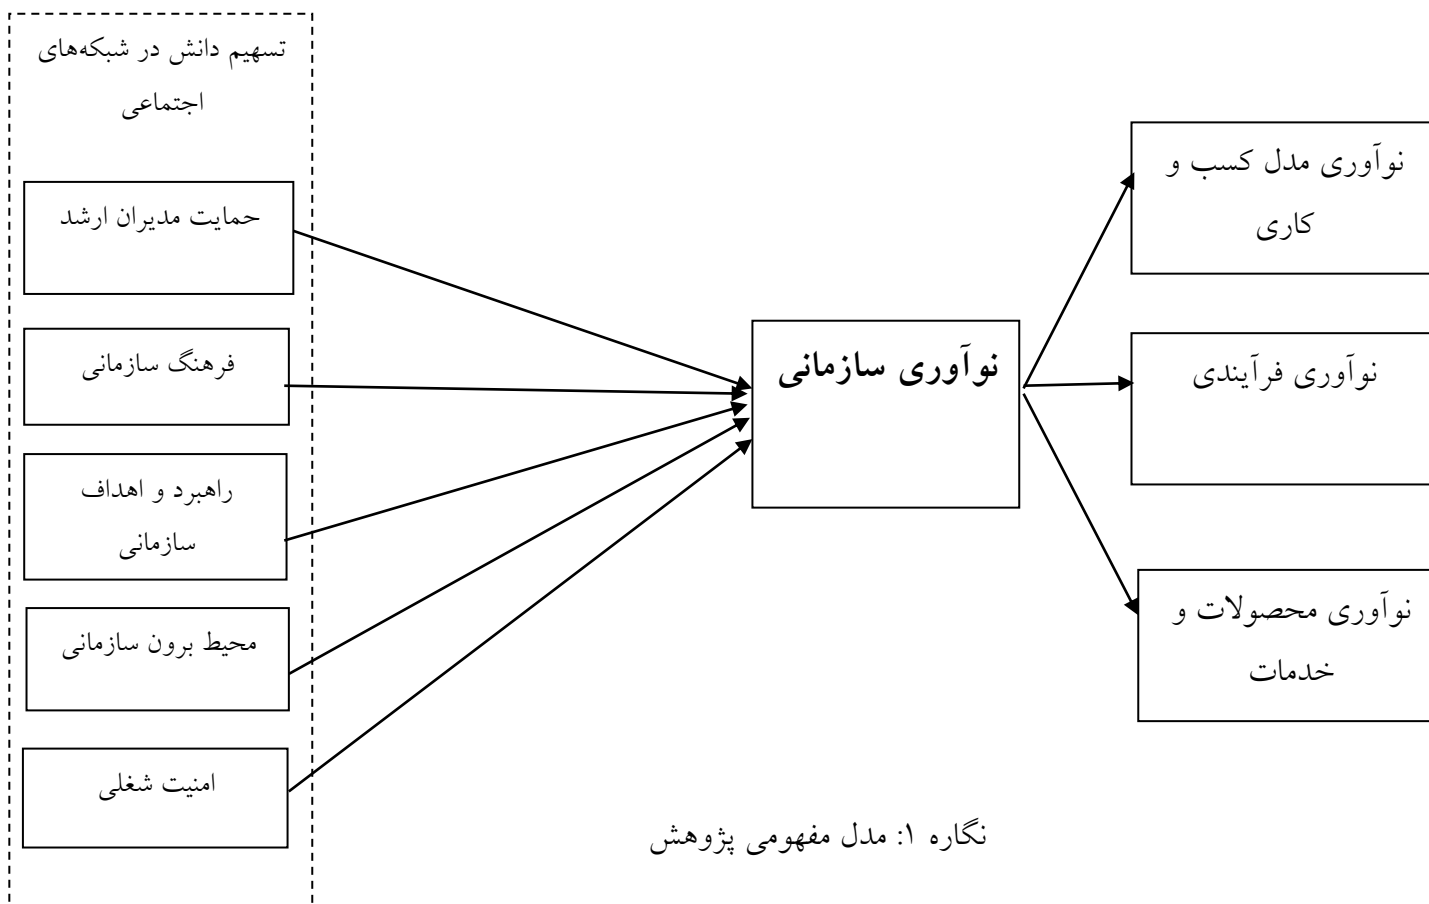 تسهیم دانش در شبکه‌های
اجتماعی
حمایت مدیران ارشد
فرهنگ سازمانی
راهبرد و اهداف
سازمانی
محیط برون سازمانی
امنیت شغلی
نوآوری سازمانی
نوآوری مدل کسب و
کاری
نوآوری فرآیندی
نوآوری محصولات و
خدمات
نگاره ۱: مدل مفهومی پژوهش